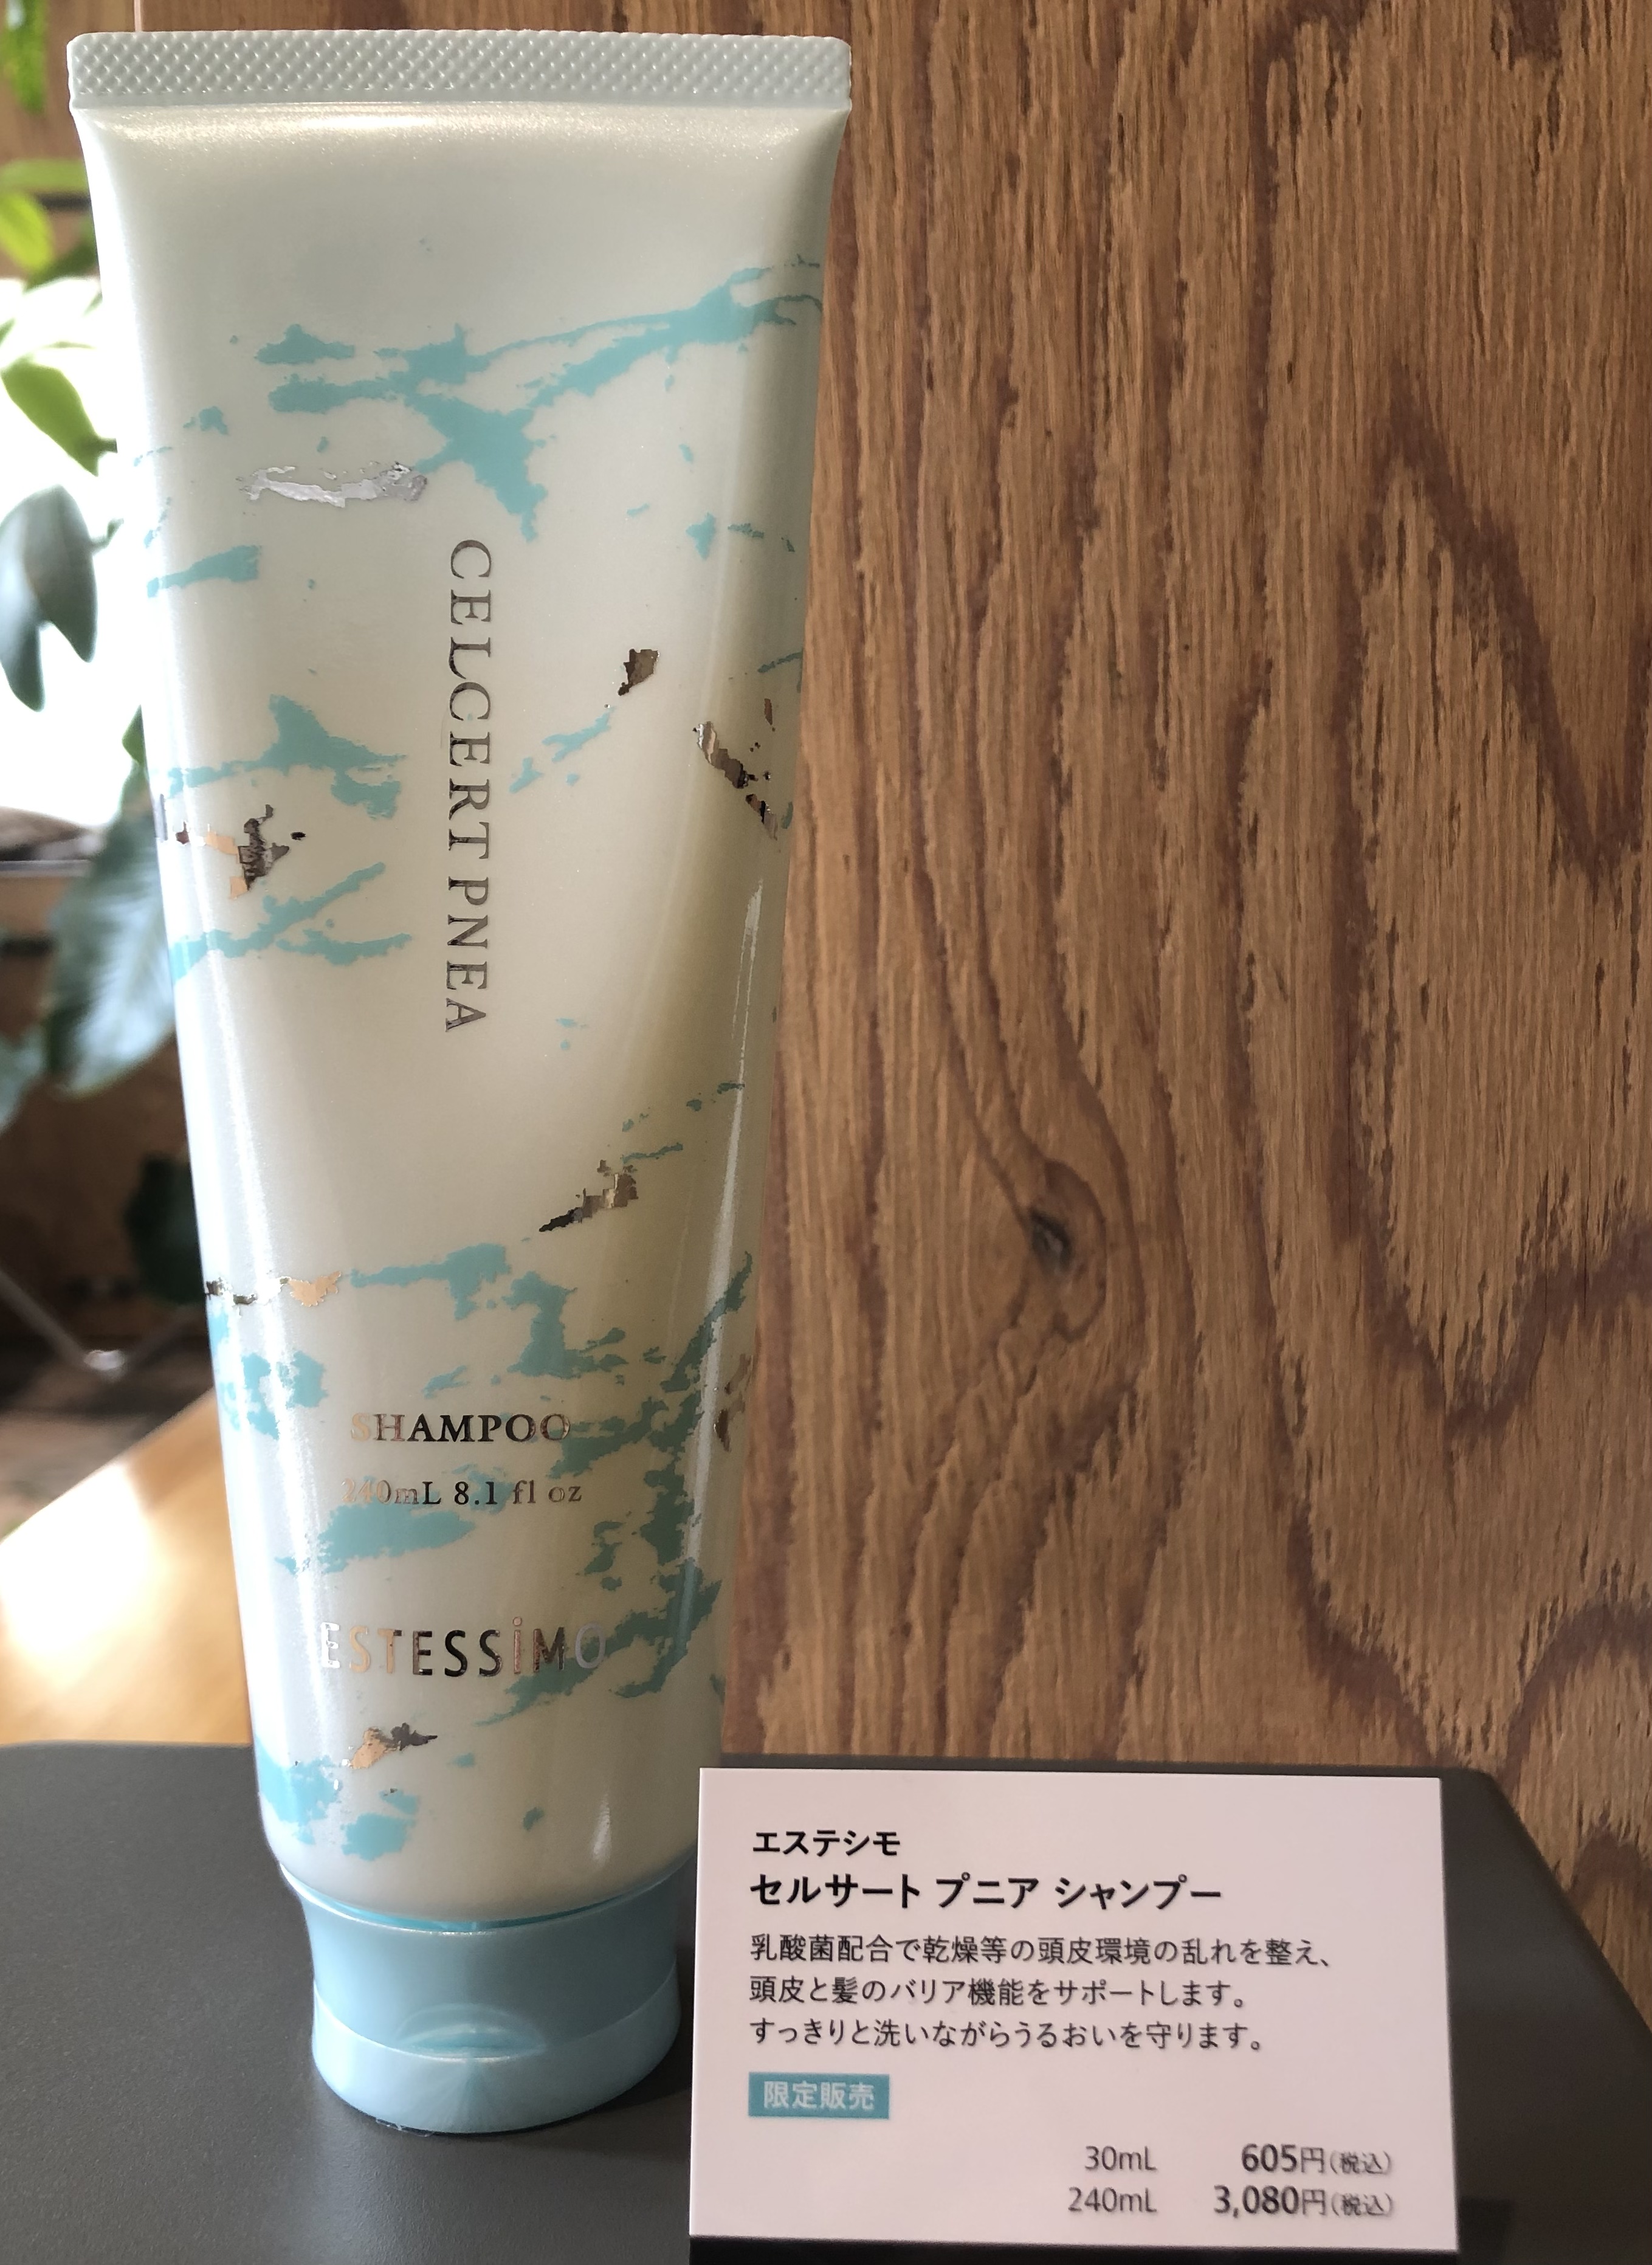 CELCERT PNEA
SHAMPOO
240mL 8.1 fl oz
ESTESSiMO
エステシモ
セルサート プニア シャンプー
乳酸菌配合で乾燥等の頭皮環境の乱れを整え、
頭皮と髪のバリア機能をサポートします。
すっきりと洗いながらうるおいを守ります。
限定販売
30mL 605円(税込)
240mL 3,080円(税込)